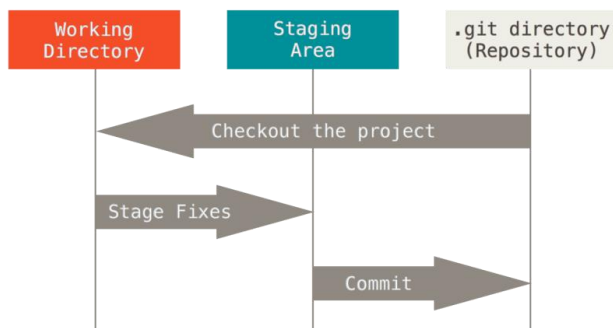 Working
Directory
Staging
Area
.git directory
(Repository)
Checkout the project
Stage Fixes
Commit